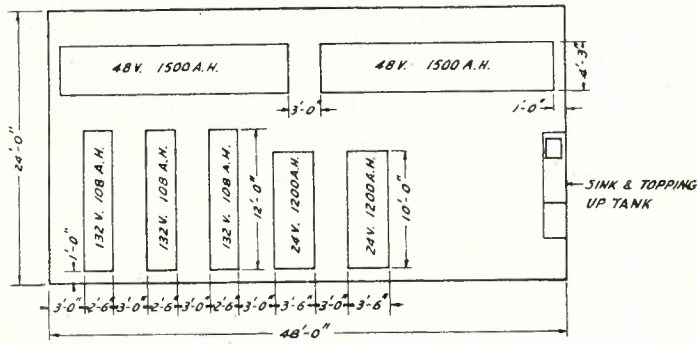 48 V. 1500 A.H.
48 V. 1500 A.H.
4'-3"
3'-0"
1'-0"
24'-0"
132 V. 108 A.H.
132 V. 108 A.H.
132 V. 108 A.H.
12'-0"
24 V. 1200 A.H.
24 V. 1200 A.H.
10'-0"
SINK & TOPPING
UP TANK
1'-0"
3'-0" 2'-6" 3'-0" 2'-6" 3'-0" 2'-6" 3'-0" 3'-6" 3'-0" 3'-6"
48'-0"